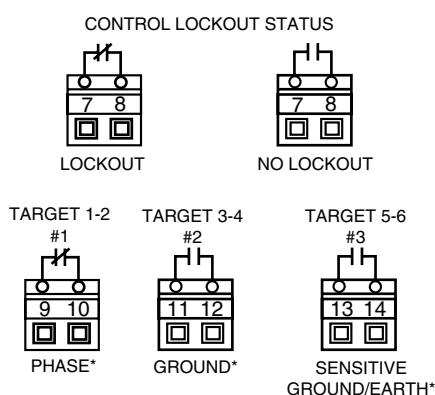 CONTROL LOCKOUT STATUS
7 8
7 8
LOCKOUT
NO LOCKOUT
TARGET 1-2
#1
TARGET 3-4
#2
TARGET 5-6
#3
9 10
11 12
13 14
PHASE*
GROUND*
SENSITIVE
GROUND/EARTH*